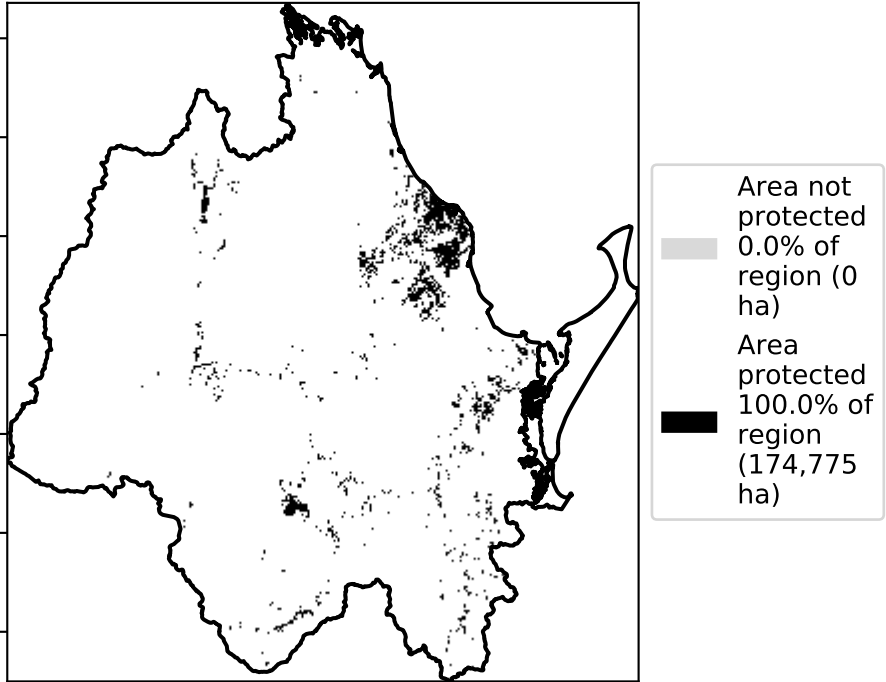 Area not
protected
0.0% of
region (0
ha)
Area
protected
100.0% of
region
(174,775
ha)